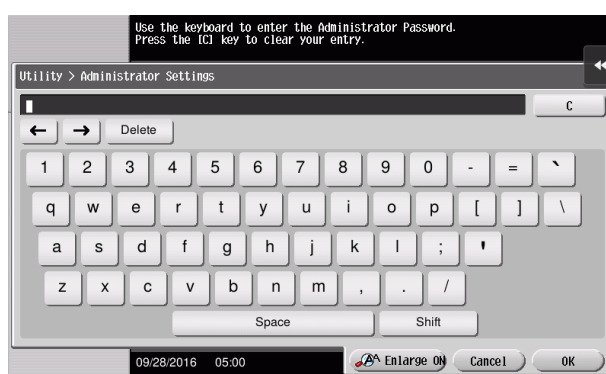 Use the keyboard to enter the Administrator Password.
Press the [C] key to clear your entry.
Utility > Administrator Settings
C
← → Delete
1 2 3 4 5 6 7 8 9 0 - = `
q w e r t y u i o p [ ] \
a s d f g h j k l ; '
z x c v b n m , . /
Space Shift
09/28/2016 05:00 Enlarge ON Cancel OK